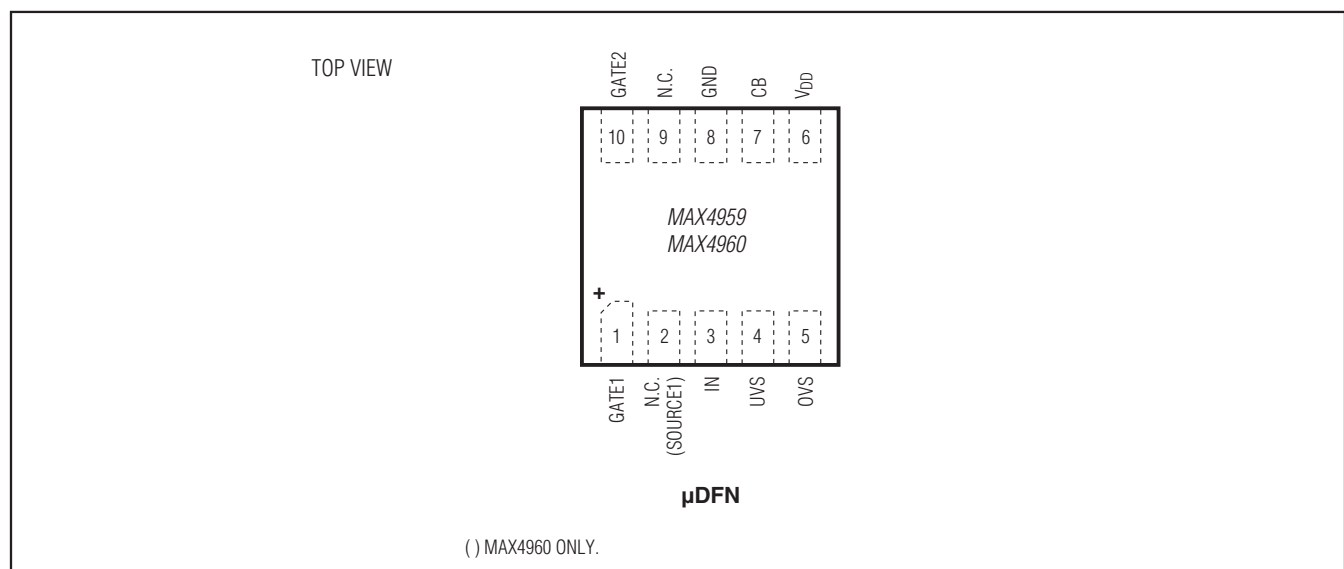 TOP VIEW
GATE2
N.C.
GND
CB
VDD
10
9
8
7
6
MAX4959
MAX4960
+
1
2
3
4
5
GATE1
N.C.
(SOURCE1)
IN
UVS
OVS
µDFN
( ) MAX4960 ONLY.